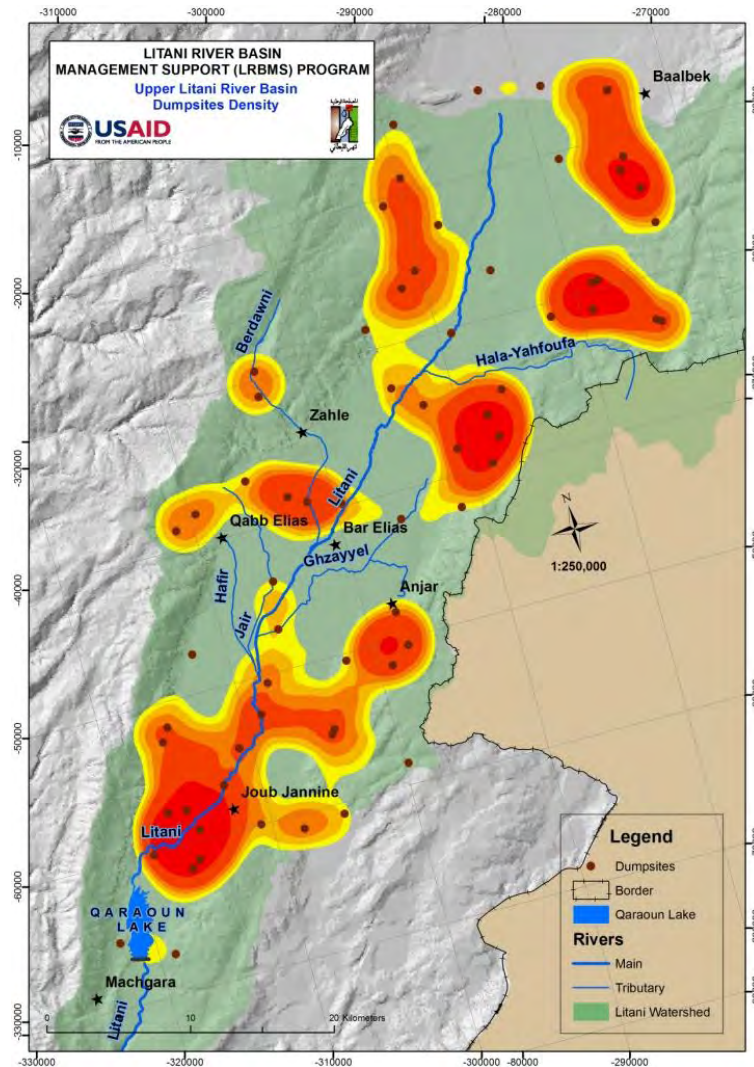 -310000 -300000 -290000 -280000 -270000
LITANI RIVER BASIN
MANAGEMENT SUPPORT (LRBMS) PROGRAM
Upper Litani River Basin
Dumpsites Density
USAID
FROM THE AMERICAN PEOPLE
Baalbek
-10000
-20000
Berdawni
Hala-Yahfoufa
Zahle
-320000
Litani
Qabb Elias
Bar Elias
N
Ghzayyel
1:250,000
Hafir
Jair
Anjar
-40000
-50000
Joub Jannine
Litani
-60000
QARAOUN
LAKE
Machgara
Litani
-330000
0 10 20 Kilometers
Legend
Dumpsites
Border
Qaraoun Lake
Rivers
Main
Tributary
Litani Watershed
-330000 -320000 -310000 -300000 -80000 -290000